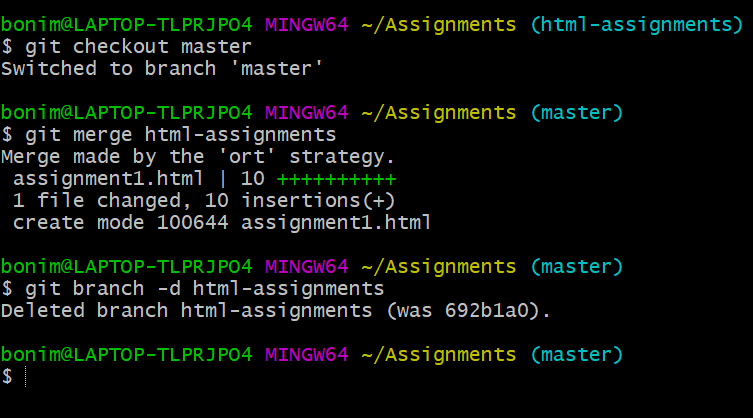 bonim@LAPTOP-TLPRJPO4 MINGW64 ~/Assignments (html-assignments)
$ git checkout master
Switched to branch 'master'
bonim@LAPTOP-TLPRJPO4 MINGW64 ~/Assignments (master)
$ git merge html-assignments
Merge made by the 'ort' strategy.
 assignment1.html | 10 ++++++++++
 1 file changed, 10 insertions(+)
 create mode 100644 assignment1.html
bonim@LAPTOP-TLPRJPO4 MINGW64 ~/Assignments (master)
$ git branch -d html-assignments
Deleted branch html-assignments (was 692b1a0).
bonim@LAPTOP-TLPRJPO4 MINGW64 ~/Assignments (master)
$